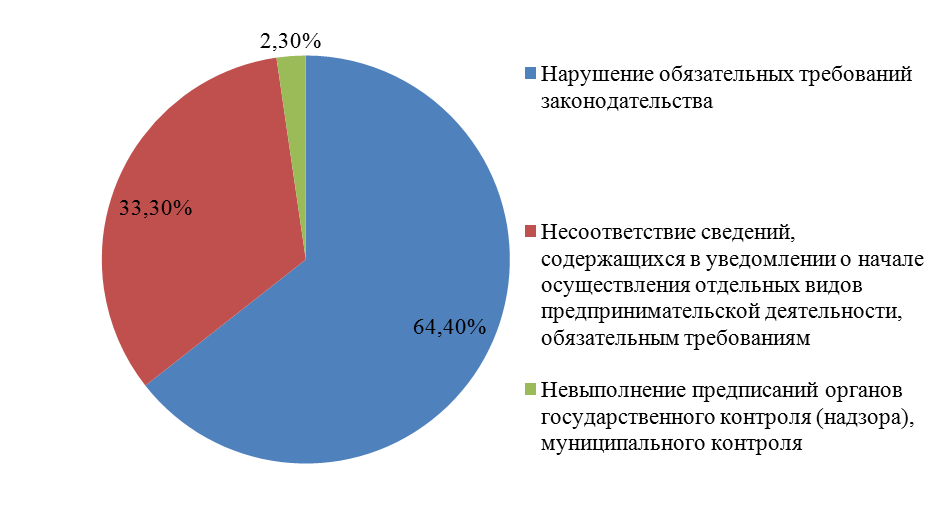 2,30%
33,30%
64,40%
Нарушение обязательных требований
законодательства
Несоответствие сведений,
содержащихся в уведомлении о начале
осуществления отдельных видов
предпринимательской деятельности,
обязательным требованиям
Невыполнение предписаний органов
государственного контроля (надзора),
муниципального контроля